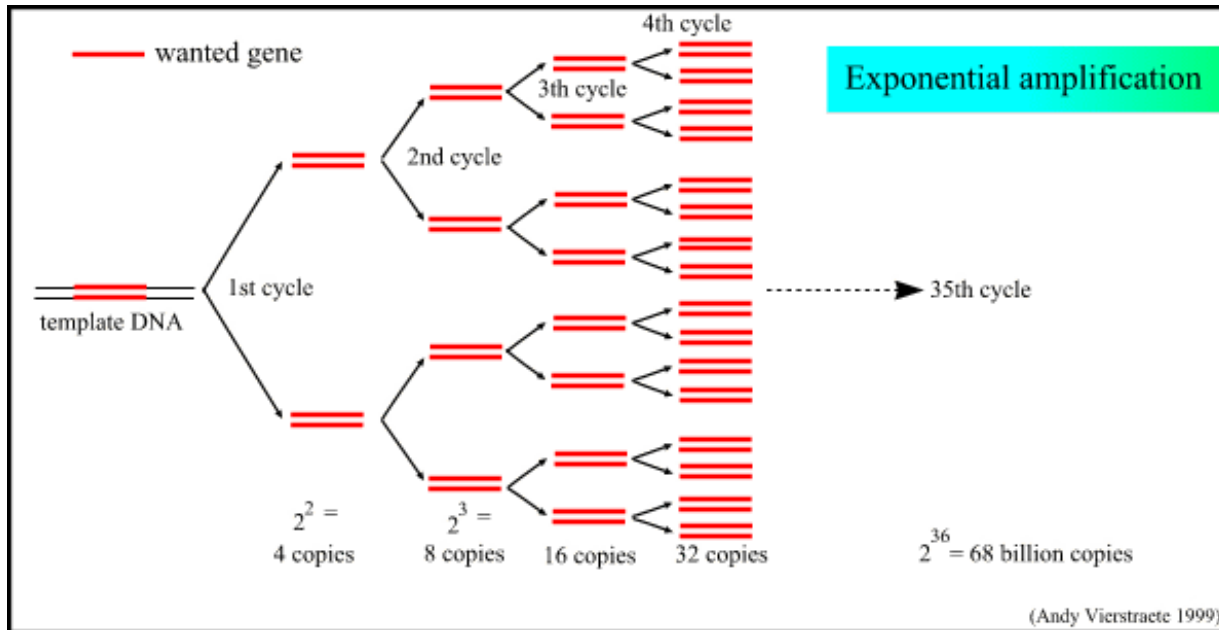 wanted gene
4th cycle
Exponential amplification
3th cycle
2nd cycle
1st cycle
35th cycle
template DNA
2^2 =
4 copies
2^3 =
8 copies
16 copies
32 copies
2^36 = 68 billion copies
(Andy Vierstraete 1999)